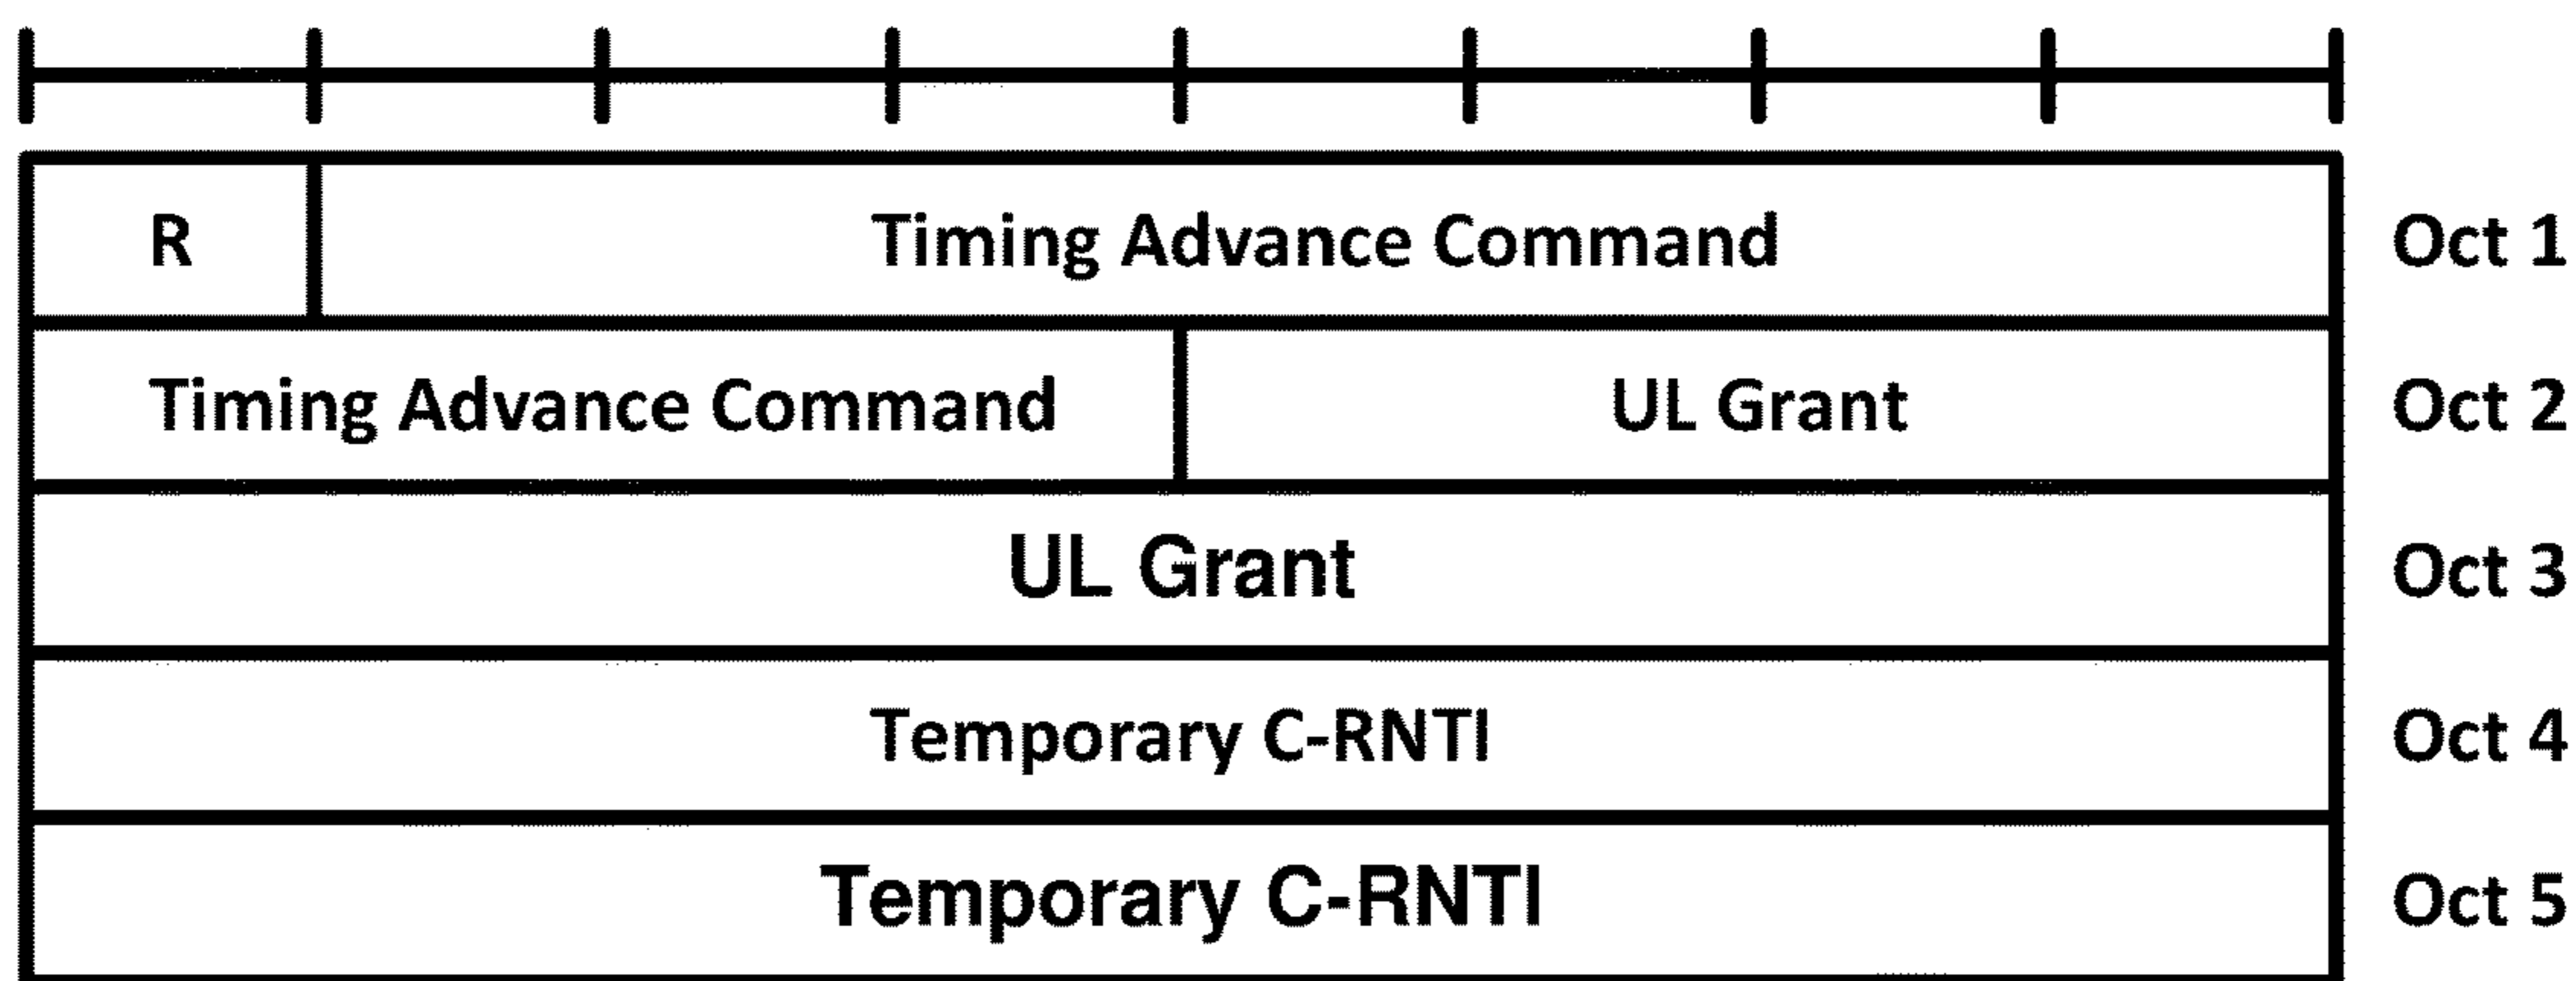 R Timing Advance Command Oct 1
Timing Advance Command UL Grant Oct 2
UL Grant Oct 3
Temporary C-RNTI Oct 4
Temporary C-RNTI Oct 5